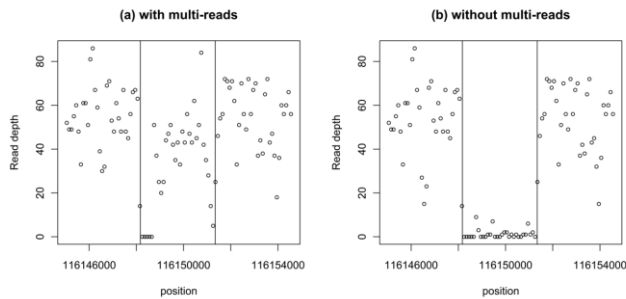 (a) with multi-reads
Read depth
80
60
40
20
0
116146000 116150000 116154000
position
(b) without multi-reads
Read depth
80
60
40
20
0
116146000 116150000 116154000
position